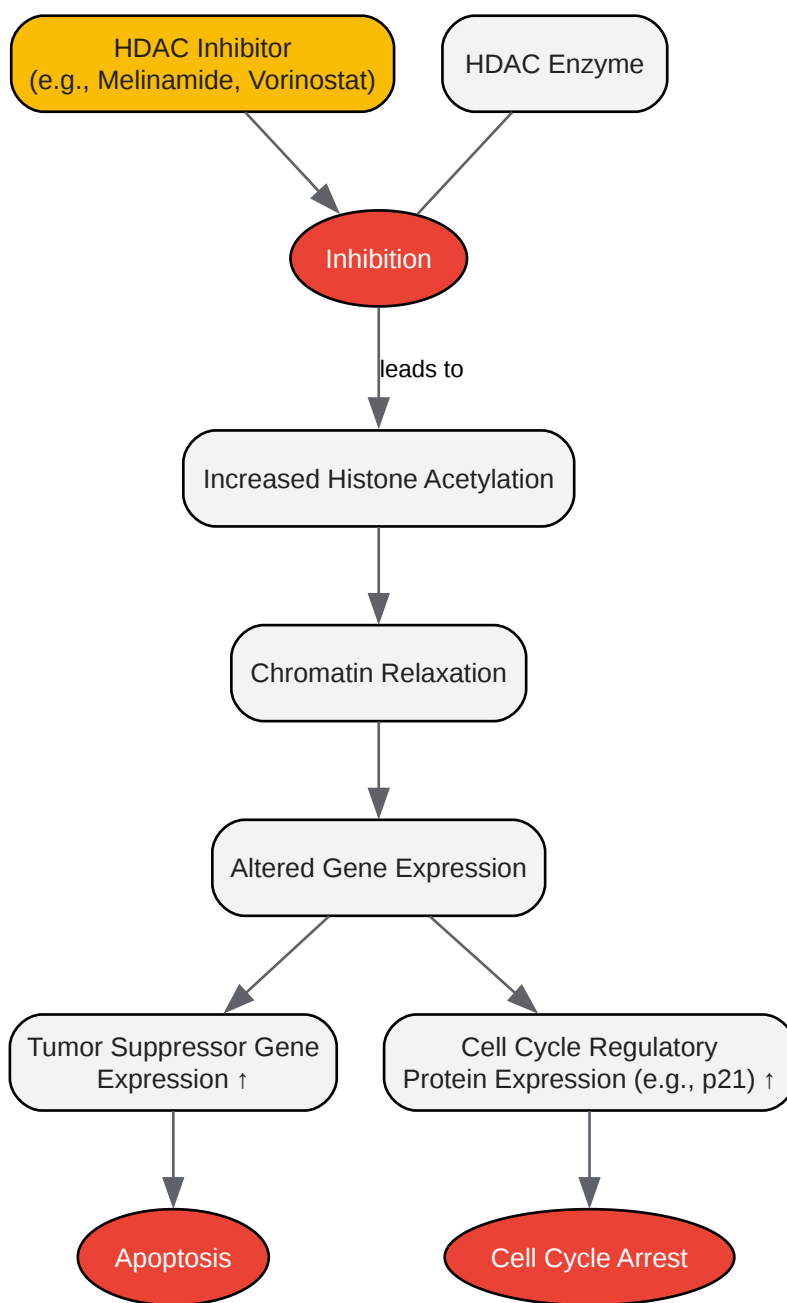 HDAC Inhibitor
(e.g., Melinamide, Vorinostat)
HDAC Enzyme
Inhibition
leads to
Increased Histone Acetylation
Chromatin Relaxation
Altered Gene Expression
Tumor Suppressor Gene
Expression ↑
Cell Cycle Regulatory
Protein Expression (e.g., p21) ↑
Apoptosis
Cell Cycle Arrest